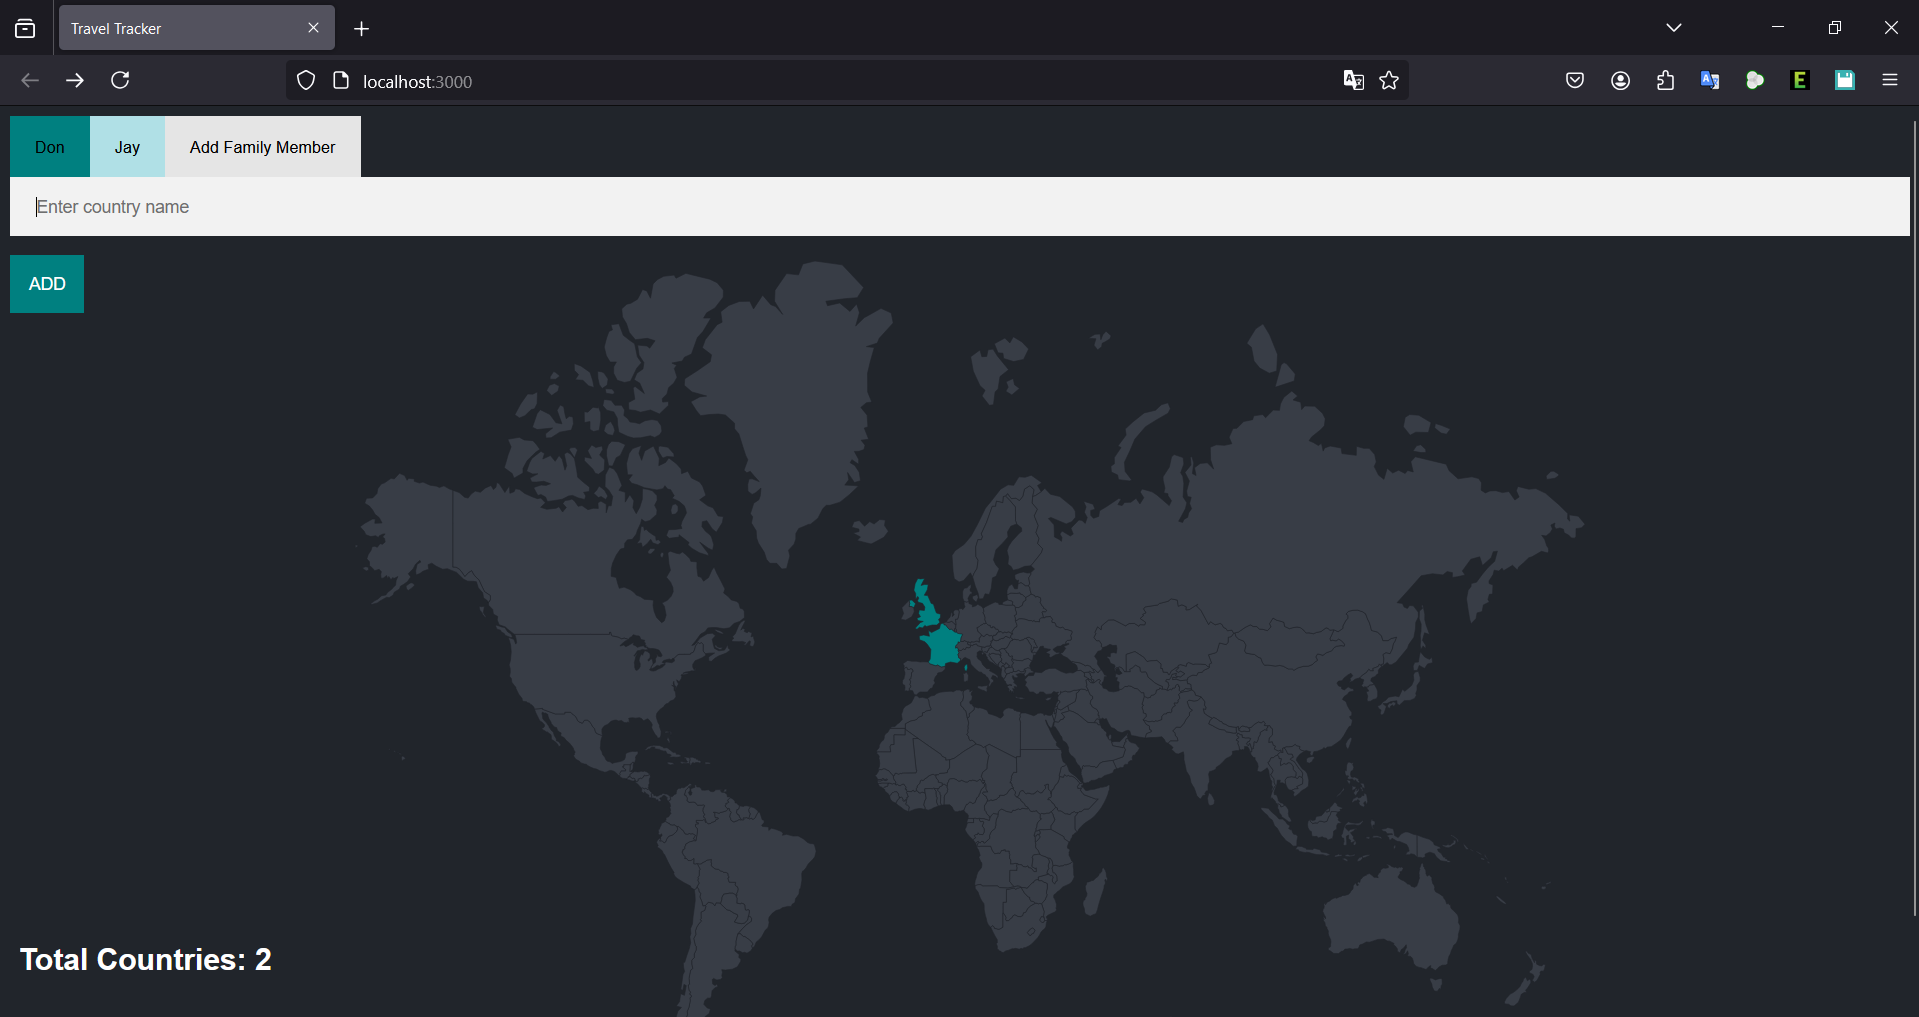 Travel Tracker
localhost:3000
Don
Jay
Add Family Member
Enter country name
ADD
Total Countries: 2